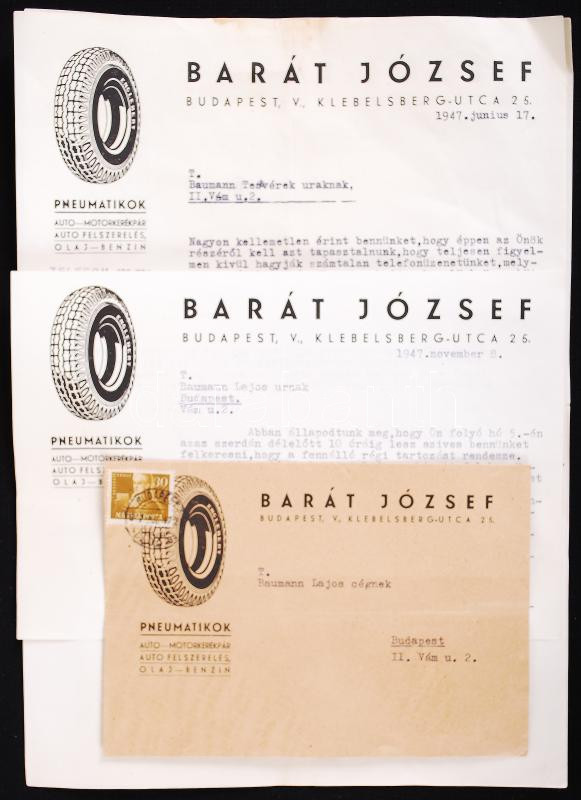 BARÁT JÓZSEF
BUDAPEST, V., KLEBELSBERG-UTCA 25.
1947.junius 17.
T.
Baumann Testvérek uraknak,
II.Vám u.2.
PNEUMATIKOK
AUTO—MOTORKERÉKPÁR
AUTO FELSZERELÉS,
OLAJ—BENZIN
Nagyon kellemetlen érint bennünket,hogy éppen az Önök
részéről kell azt tapasztalnunk,hogy teljesen figyel-
men kivül hagyják számtalan telefonüzenetünket,mely-
BARÁT JÓZSEF
BUDAPEST, V., KLEBELSBERG-UTCA 25.
1947.november 8.
T.
Baumann Lajos urnak
Budapest.
Vám u.2.
PNEUMATIKOK
AUTO—MOTORKERÉKPÁR
Abban állapodtunk meg,hogy Ön folyó hó 5.-én
azaz szerdán délelőtt 10 óráig lesz szives bennünket
felkeresni,hogy a fennálló régi tartozást rendezze.
30
MAGYAR POSTA
BARÁT JÓZSEF
BUDAPEST, V., KLEBELSBERG-UTCA 25.
T.
Baumann Lajos cégnek
PNEUMATIKOK
AUTO—MOTORKERÉKPÁR
AUTO FELSZERELÉS,
OLAJ—BENZIN
Budapest
II. Vám u. 2.